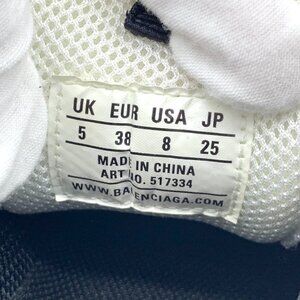 UK EUR USA JP
5 38 8 25
MADE IN CHINA
ART NO. 517334
WWW.BALENCIAGA.COM